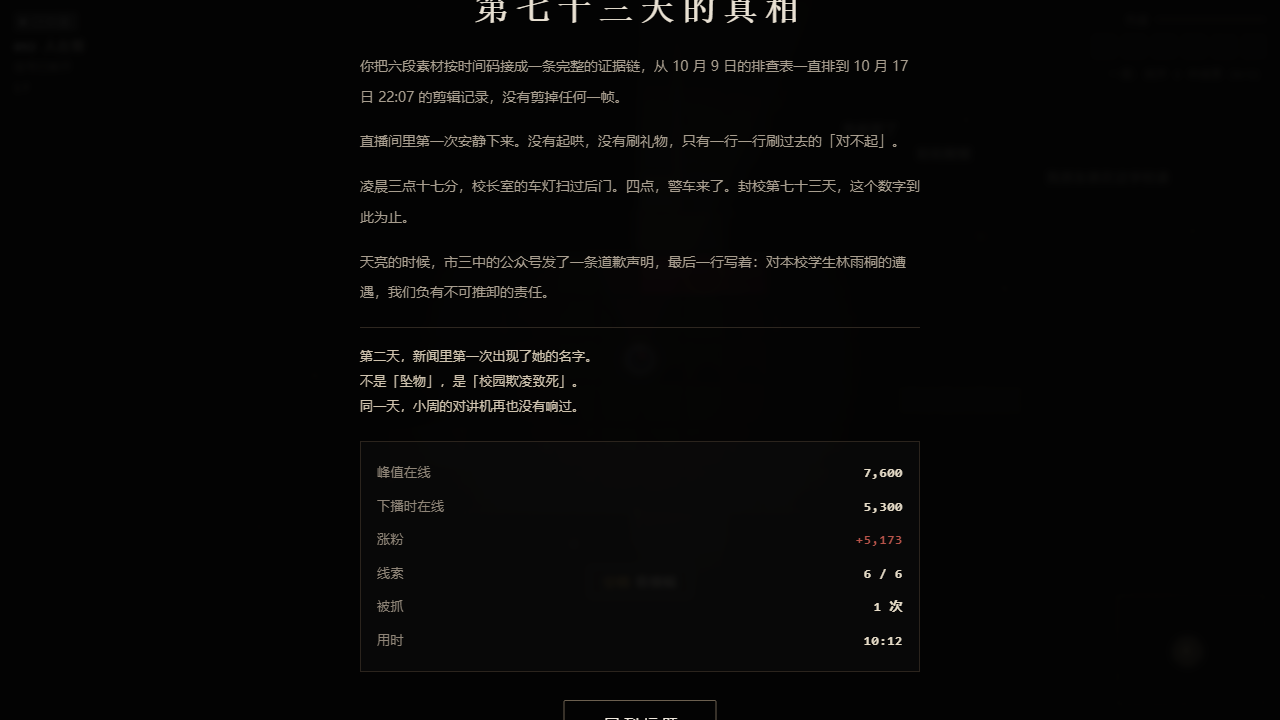 第七十三天的真相
你把六段素材按时间码接成一条完整的证据链，从 10 月 9 日的排查表一直排到 10 月 17
日 22:07 的剪辑记录，没有剪掉任何一帧。
直播间里第一次安静下来。没有起哄，没有刷礼物，只有一行一行刷过去的「对不起」。
凌晨三点十七分，校长室的车灯扫过后门。四点，警车来了。封校第七十三天，这个数字到
此为止。
天亮的时候，市三中的公众号发了一条道歉声明，最后一行写着：对本校学生林雨桐的遭
遇，我们负有不可推卸的责任。
第二天，新闻里第一次出现了她的名字。
不是「坠物」，是「校园欺凌致死」。
同一天，小周的对讲机再也没有响过。
峰值在线 7,600
下播时在线 5,300
涨粉 +5,173
线索 6 / 6
被抓 1 次
用时 10:12